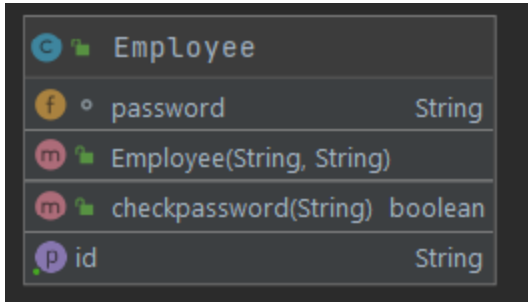 C Employee
f password String
m Employee(String, String)
m checkpassword(String) boolean
p id String